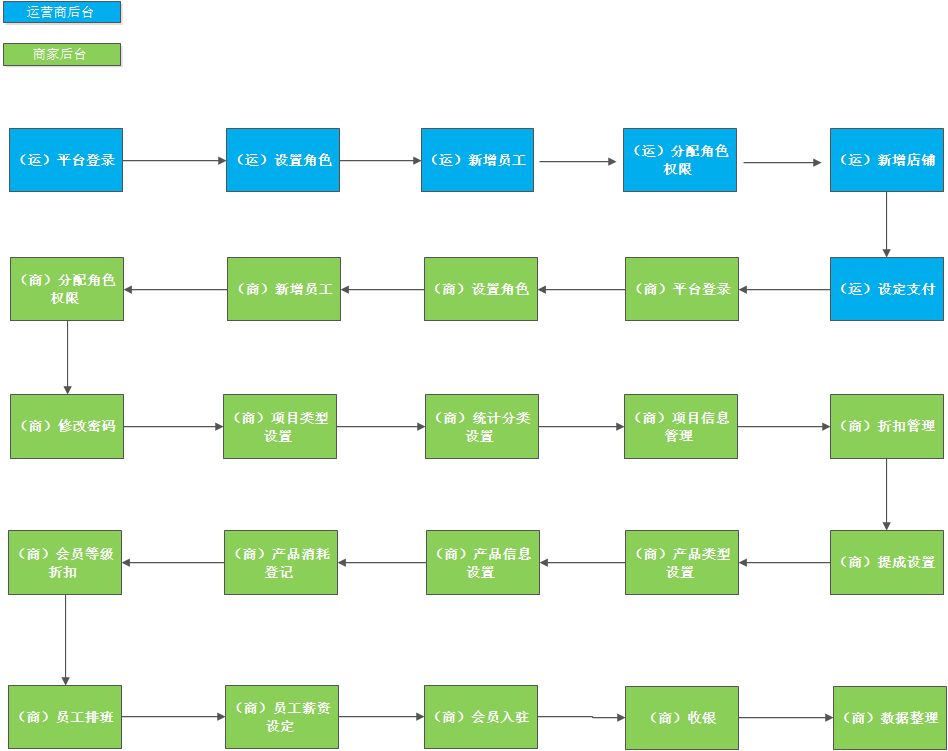 运营商后台
商家后台
（运）平台登录
（运）设置角色
（运）新增员工
（运）分配角色
权限
（运）新增店铺
（商）分配角色
权限
（商）新增员工
（商）设置角色
（商）平台登录
（运）设定支付
（商）修改密码
（商）项目类型
设置
（商）统计分类
设置
（商）项目信息
管理
（商）折扣管理
（商）会员等级
折扣
（商）产品消耗
登记
（商）产品信息
设置
（商）产品类型
设置
（商）提成设置
（商）员工排班
（商）员工薪资
设定
（商）会员入驻
（商）收银
（商）数据整理